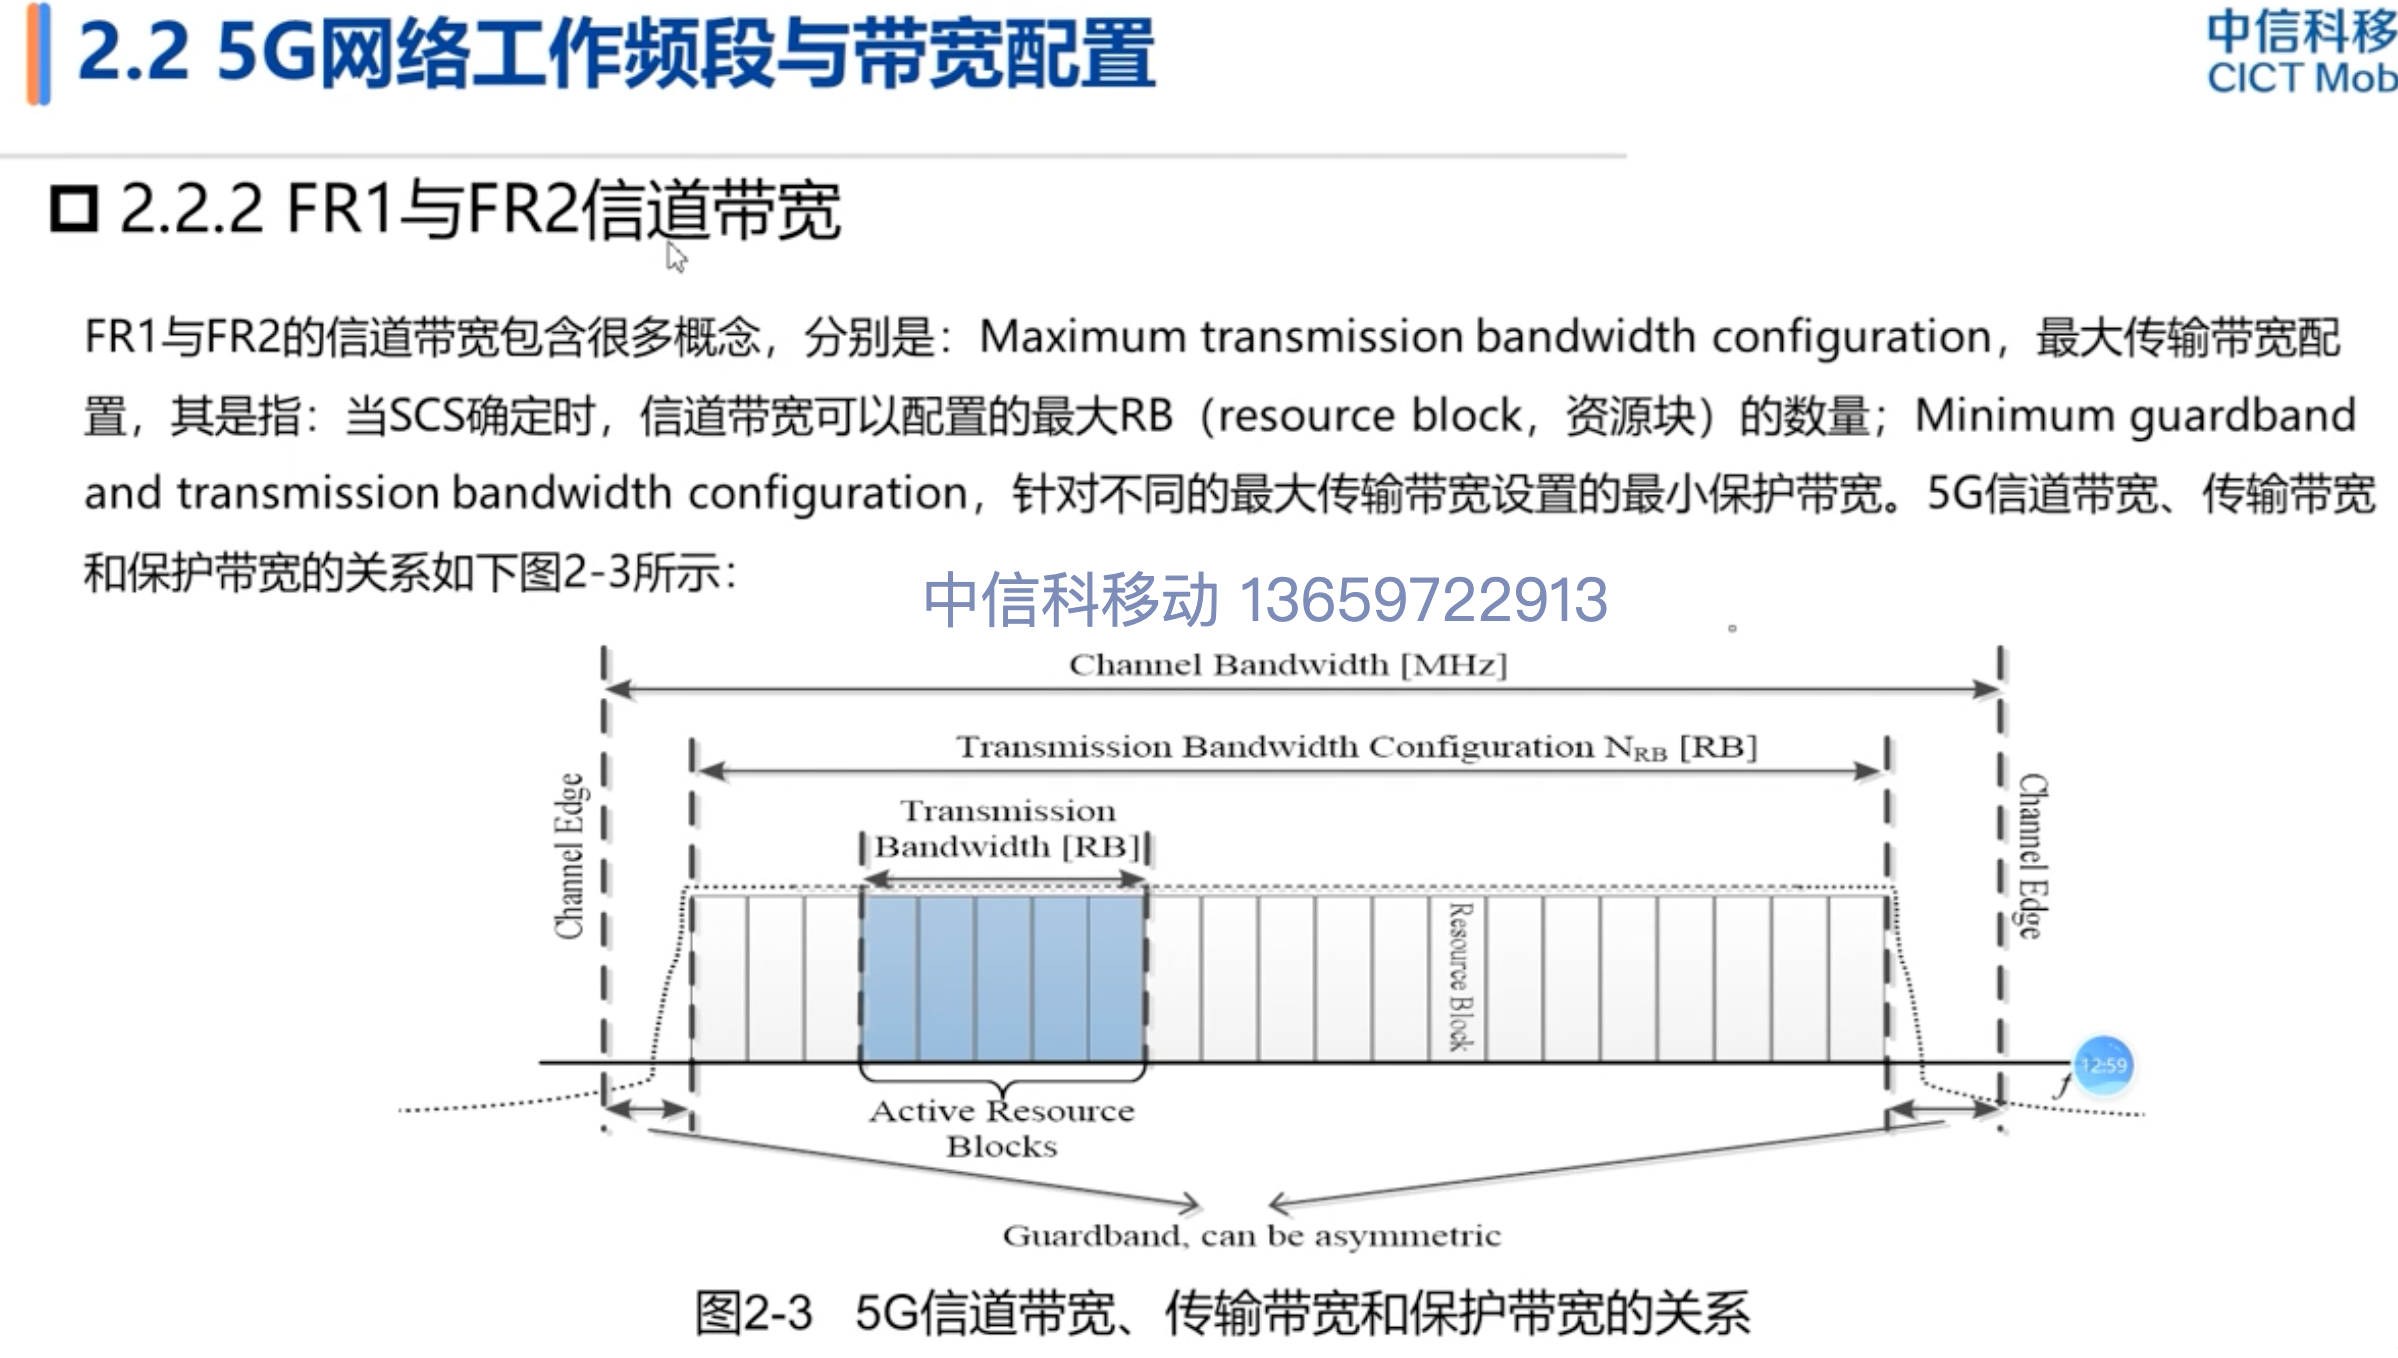 2.2 5G网络工作频段与带宽配置
中信科移
CICT Mob
2.2.2 FR1与FR2信道带宽
FR1与FR2的信道带宽包含很多概念，分别是：Maximum transmission bandwidth configuration，最大传输带宽配
置，其是指：当SCS确定时，信道带宽可以配置的最大RB（resource block，资源块）的数量；Minimum guardband
and transmission bandwidth configuration，针对不同的最大传输带宽设置的最小保护带宽。5G信道带宽、传输带宽
和保护带宽的关系如下图2-3所示：
中信科移动 13659722913
Channel Bandwidth [MHz]
Transmission Bandwidth Configuration NRB [RB]
Transmission
Bandwidth [RB]
Channel Edge
Channel Edge
Resource Block
12:59
f
Active Resource
Blocks
Guardband, can be asymmetric
图2-3 5G信道带宽、传输带宽和保护带宽的关系